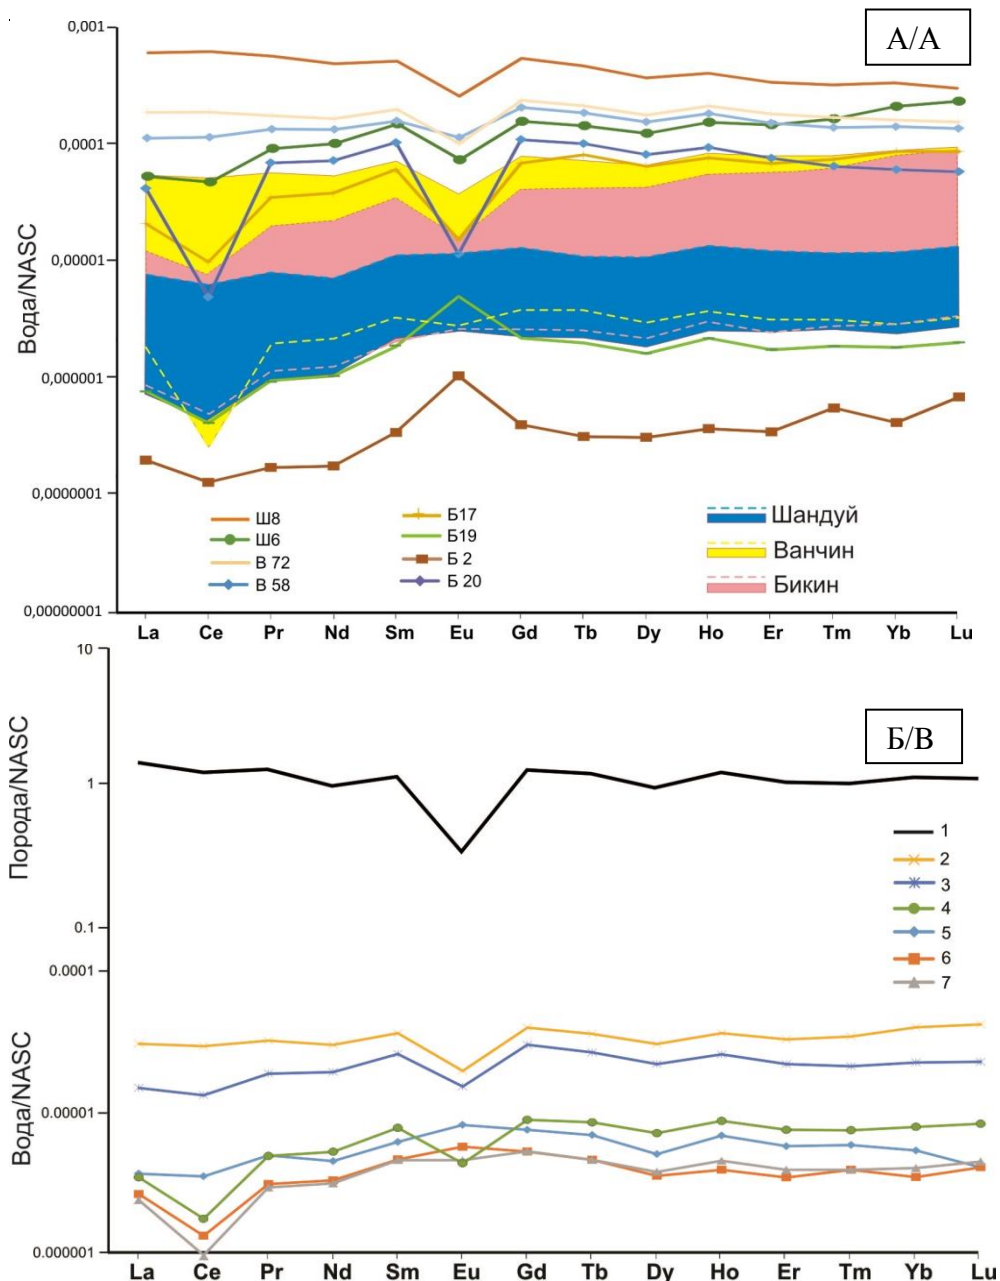 А/А
Вода/NASC
0,001
0,0001
0,00001
0,000001
0,0000001
0,00000001
Ш8
Ш6
В 72
В 58
Б17
Б19
Б 2
Б 20
Шандуй
Ванчин
Бикин
La Ce Pr Nd Sm Eu Gd Tb Dy Ho Er Tm Yb Lu
Б/В
Порода/NASC
10
1
0.1
Вода/NASC
0.0001
0.00001
0.000001
1
2
3
4
5
6
7
La Ce Pr Nd Sm Eu Gd Tb Dy Ho Er Tm Yb Lu